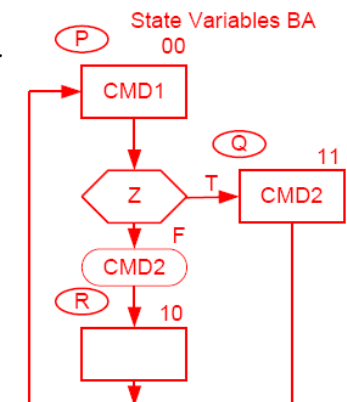 State Variables BA
P
00
CMD1
Q
11
Z
T
CMD2
F
CMD2
R
10